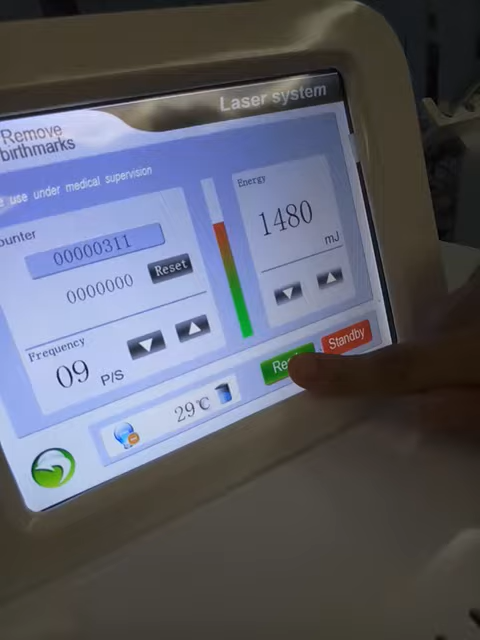 Laser system
Remove
birthmarks
use under medical supervision
ounter
00000311
0000000
Reset
Frequency
09 P/S
Energy
1480
mJ
Re
Standby
29℃